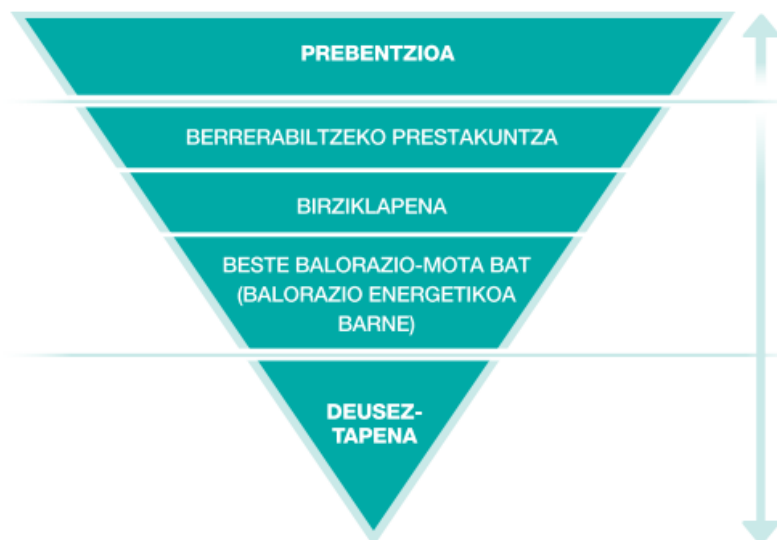 PREBENTZIOA
BERRERABILTZEKO PRESTAKUNTZA
BIRZIKLAPENA
BESTE BALORAZIO-MOTA BAT
(BALORAZIO ENERGETIKOA
BARNE)
DEUSEZ-
TAPENA